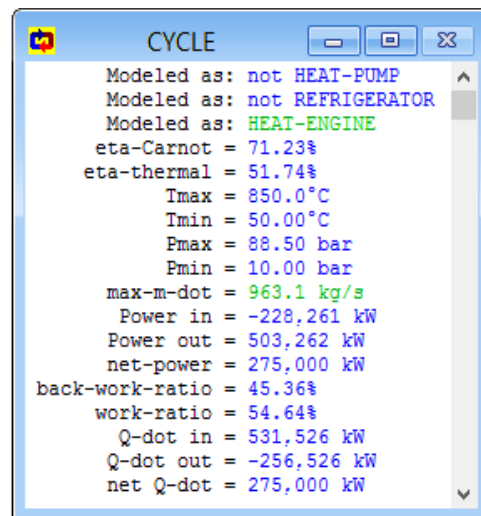 CYCLE
Modeled as: not HEAT-PUMP
Modeled as: not REFRIGERATOR
Modeled as: HEAT-ENGINE
eta-Carnot = 71.23%
eta-thermal = 51.74%
Tmax = 850.0°C
Tmin = 50.00°C
Pmax = 88.50 bar
Pmin = 10.00 bar
max-m-dot = 963.1 kg/s
Power in = -228,261 kW
Power out = 503,262 kW
net-power = 275,000 kW
back-work-ratio = 45.36%
work-ratio = 54.64%
Q-dot in = 531,526 kW
Q-dot out = -256,526 kW
net Q-dot = 275,000 kW